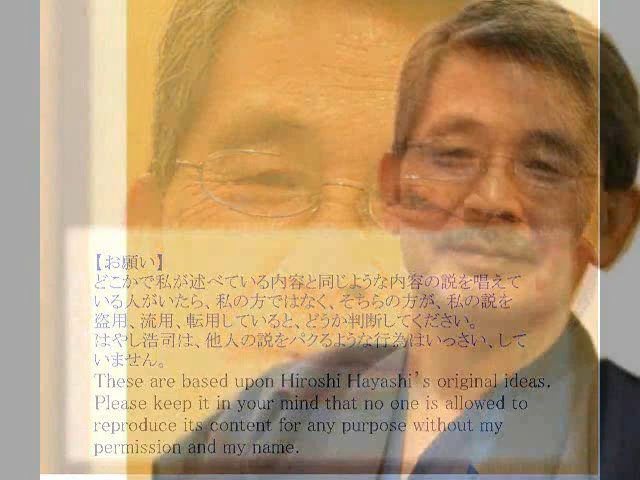 【お願い】
どこかで私が述べている内容と同じような内容の説を唱えて
いる人がいたら、私の方ではなく、そちらの方が、私の説を
盗用、流用、転用していると、どうか判断してください。
はやし浩司は、他人の説をパクるような行為はいっさい、して
いません。
These are based upon Hiroshi Hayashi's original ideas.
Please keep it in your mind that no one is allowed to
reproduce its content for any purpose without my
permission and my name.